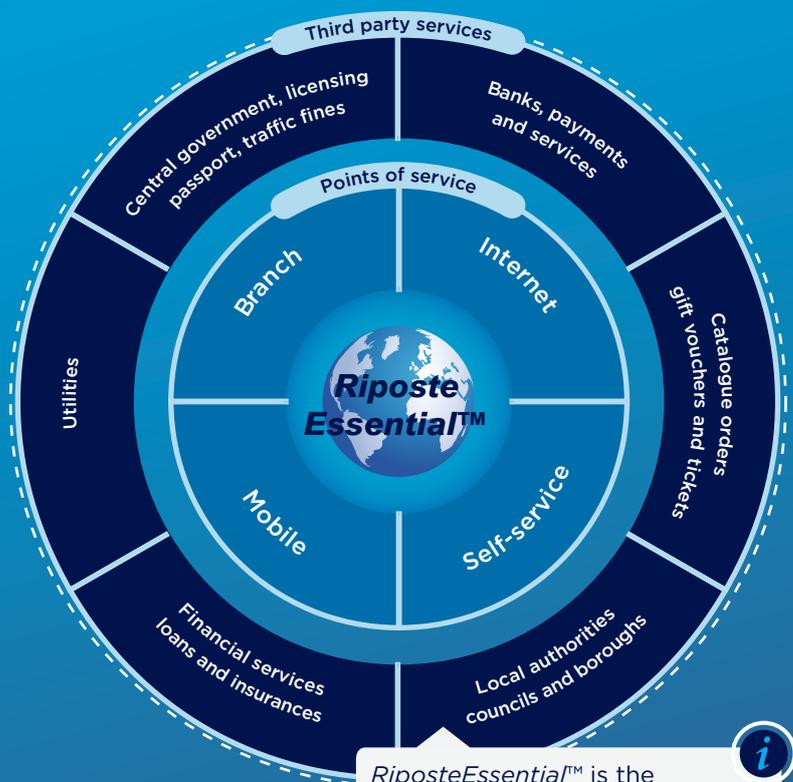 Third party services
Central government, licensing
passport, traffic fines
Banks, payments
and services
Points of service
Branch
Internet
Utilities
Catalogue orders
gift vouchers and tickets
Riposte
Essential™
Mobile
Self-service
Financial services
loans and insurances
Local authorities
councils and boroughs
i
RiposteEssential™ is the